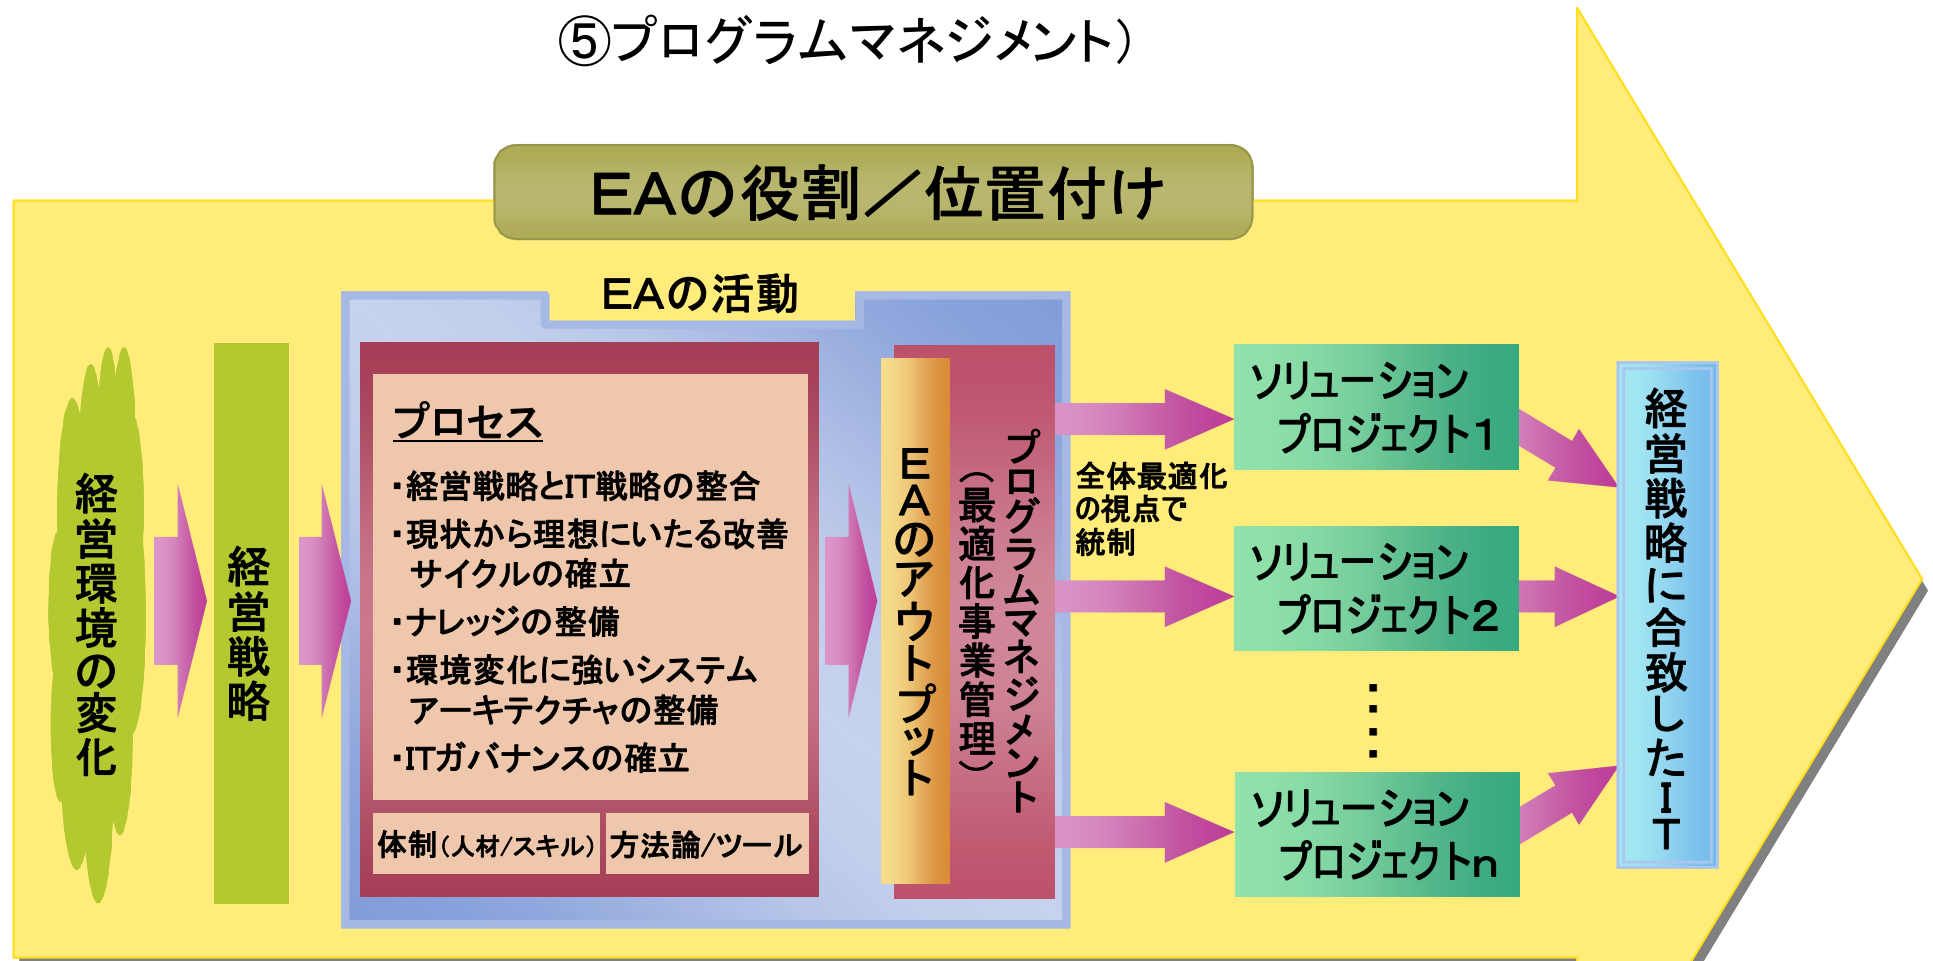 ⑤プログラムマネジメント）
EAの役割／位置付け
EAの活動
経営環境の変化
経営戦略
プロセス
・経営戦略とIT戦略の整合
・現状から理想にいたる改善
サイクルの確立
・ナレッジの整備
・環境変化に強いシステム
アーキテクチャの整備
・ITガバナンスの確立
体制（人材/スキル）
方法論/ツール
EAのアウトプット
プログラムマネジメント
（最適化事業管理）
全体最適化
の視点で
統制
ソリューション
プロジェクト１
ソリューション
プロジェクト２
・・・・
ソリューション
プロジェクトｎ
経営戦略に合致したIT